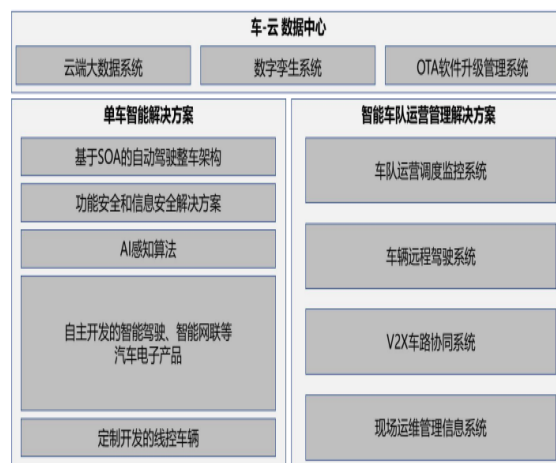 车-云 数据中心
云端大数据系统
数字孪生系统
OTA软件升级管理系统
单车智能解决方案
基于SOA的自动驾驶整车架构
功能安全和信息安全解决方案
AI感知算法
自主开发的智能驾驶、智能网联等
汽车电子产品
定制开发的线控车辆
智能车队运营管理解决方案
车队运营调度监控系统
车辆远程驾驶系统
V2X车路协同系统
现场运维管理信息系统